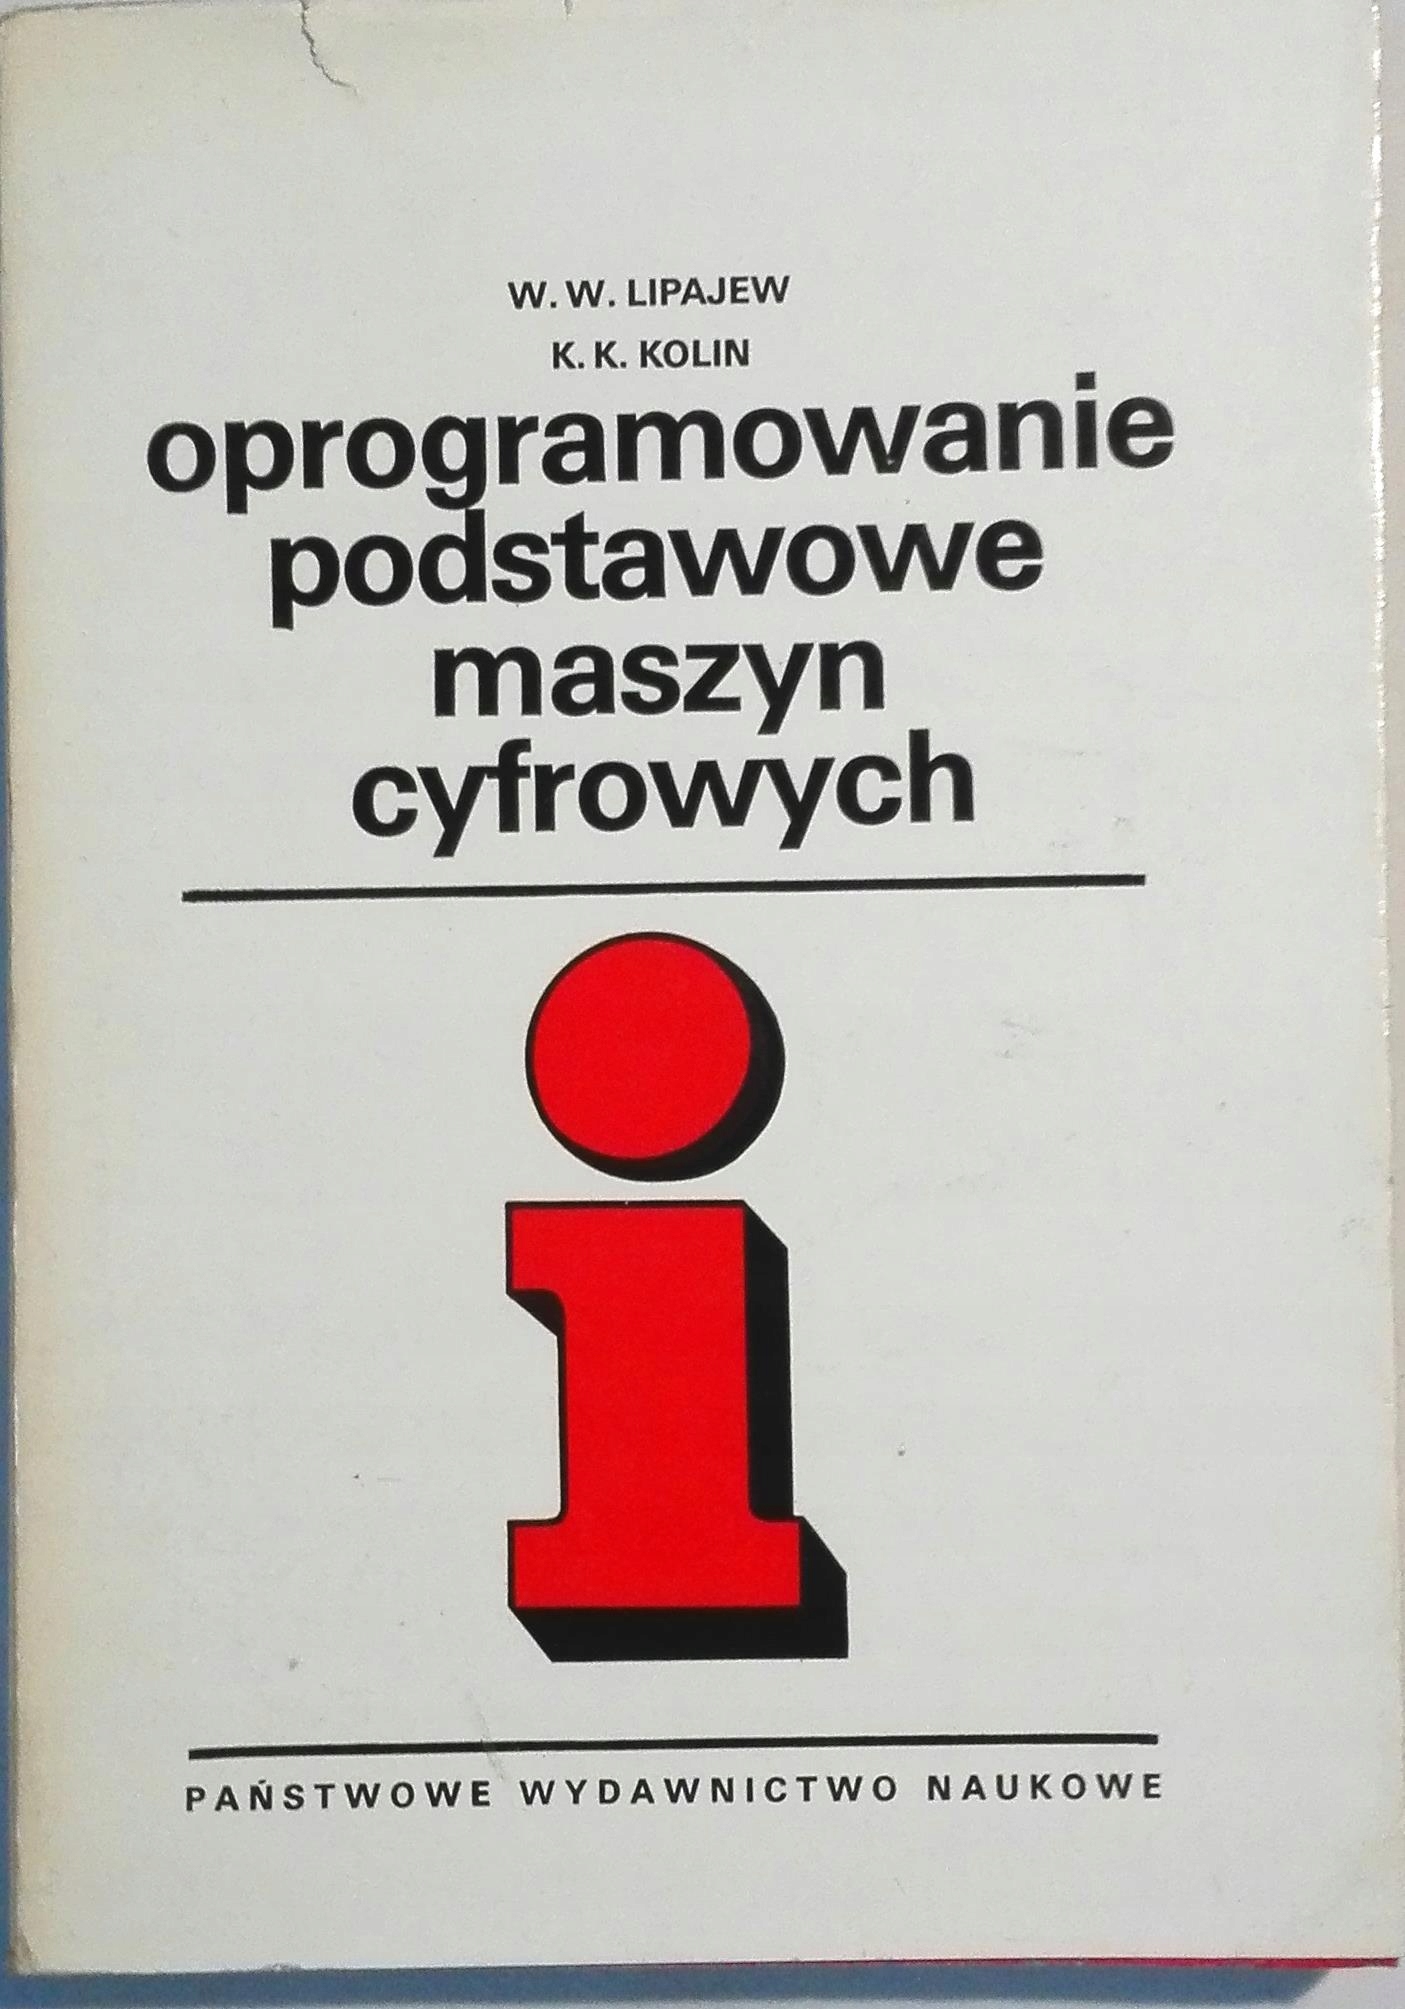 W. W. LIPAJEW
K. K. KOLIN
oprogramowanie
podstawowe
maszyn
cyfrowych
i
PAŃSTWOWE WYDAWNICTWO NAUKOWE